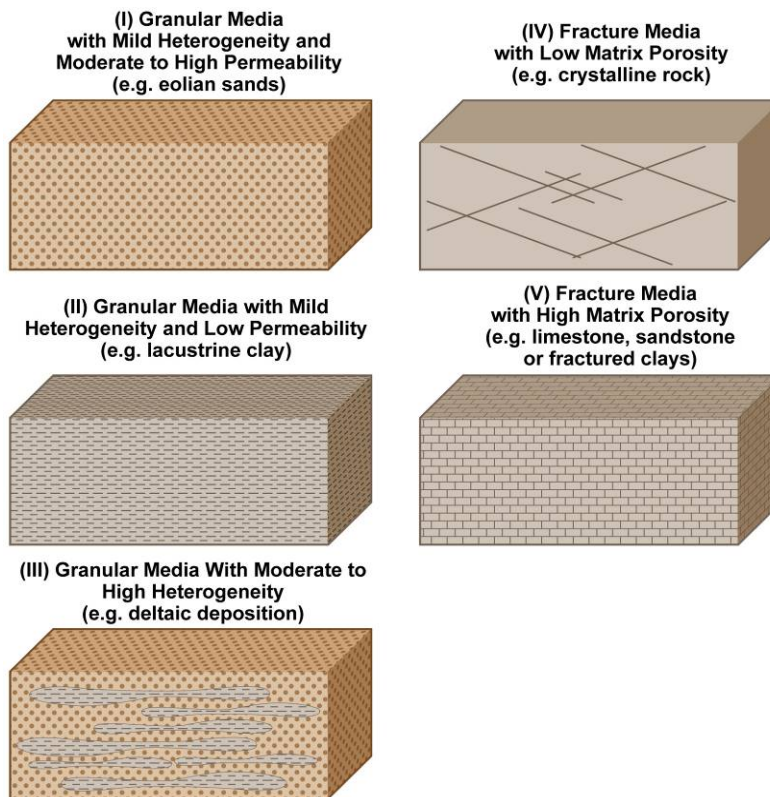 (I) Granular Media
with Mild Heterogeneity and
Moderate to High Permeability
(e.g. eolian sands)
(IV) Fracture Media
with Low Matrix Porosity
(e.g. crystalline rock)
(II) Granular Media with Mild
Heterogeneity and Low Permeability
(e.g. lacustrine clay)
(V) Fracture Media
with High Matrix Porosity
(e.g. limestone, sandstone
or fractured clays)
(III) Granular Media With Moderate to
High Heterogeneity
(e.g. deltaic deposition)